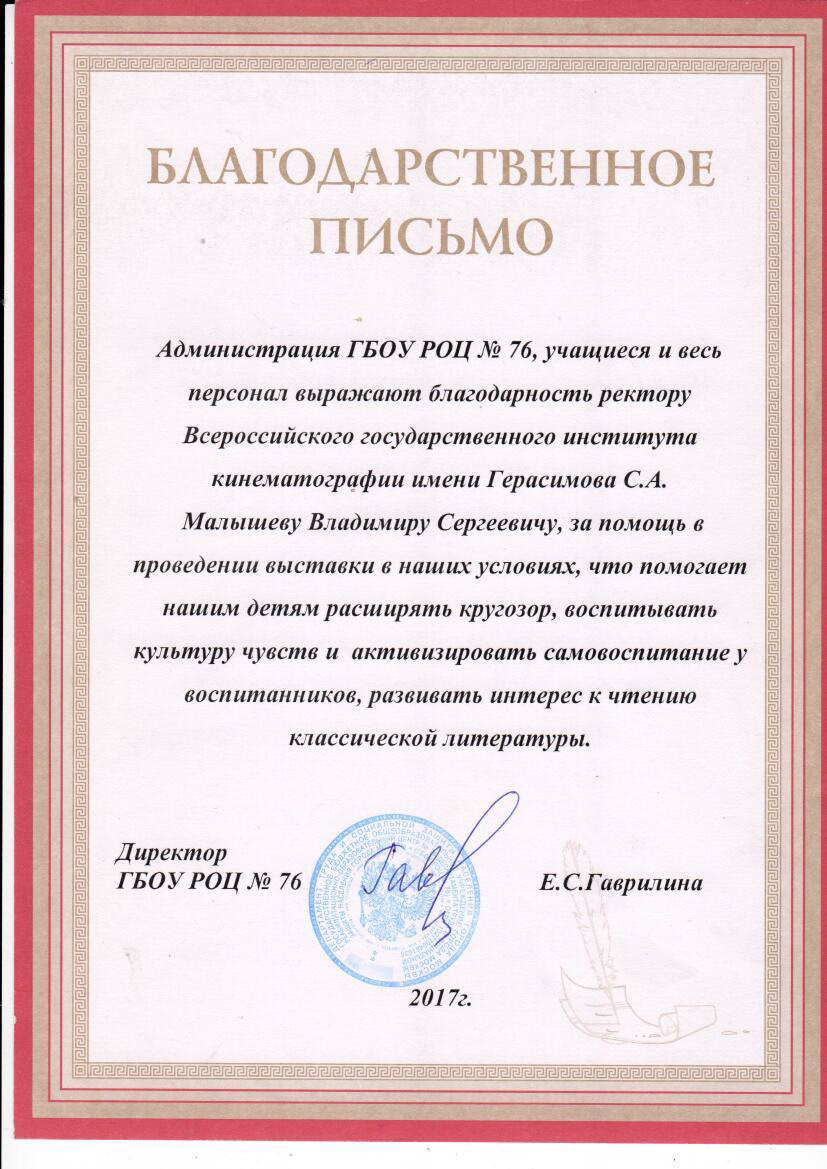 БЛАГОДАРСТВЕННОЕ
ПИСЬМО
Администрация ГБОУ РОЦ № 76, учащиеся и весь
персонал выражают благодарность ректору
Всероссийского государственного института
кинематографии имени Герасимова С.А.
Малышеву Владимиру Сергеевичу, за помощь в
проведении выставки в наших условиях, что помогает
нашим детям расширять кругозор, воспитывать
культуру чувств и активизировать самовоспитание у
воспитанников, развивать интерес к чтению
классической литературы.
Директор
ГБОУ РОЦ № 76
Е.С.Гаврилина
2017г.